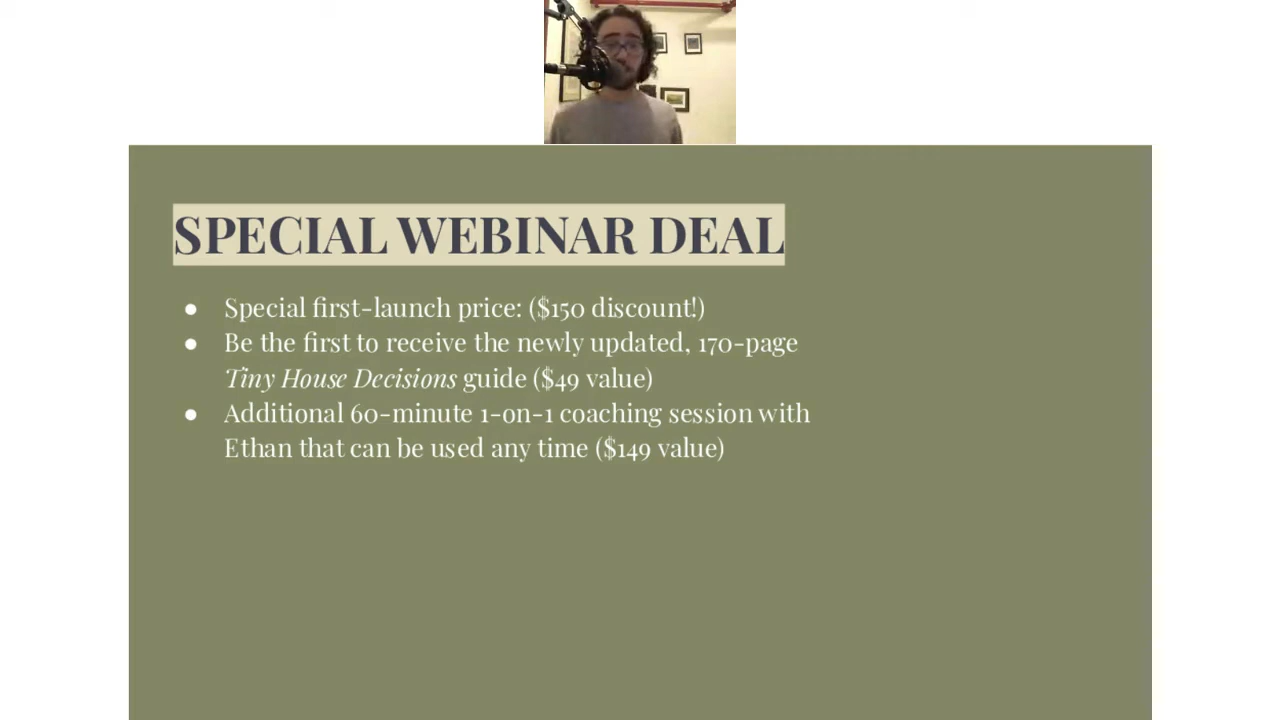 SPECIAL WEBINAR DEAL
● Special first-launch price: ($150 discount!)
● Be the first to receive the newly updated, 170-page
Tiny House Decisions guide ($49 value)
● Additional 60-minute 1-on-1 coaching session with
Ethan that can be used any time ($149 value)